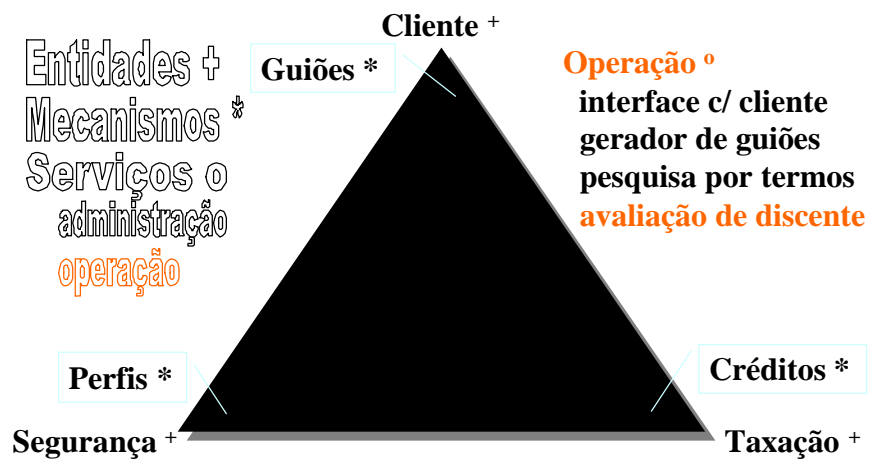 Cliente +
Entidades +
Mecanismos *
Serviços o
administração
operação
Guiões *
Operação o
interface c/ cliente
gerador de guiões
pesquisa por termos
avaliação de discente
Perfis *
Créditos *
Segurança +
Taxação +